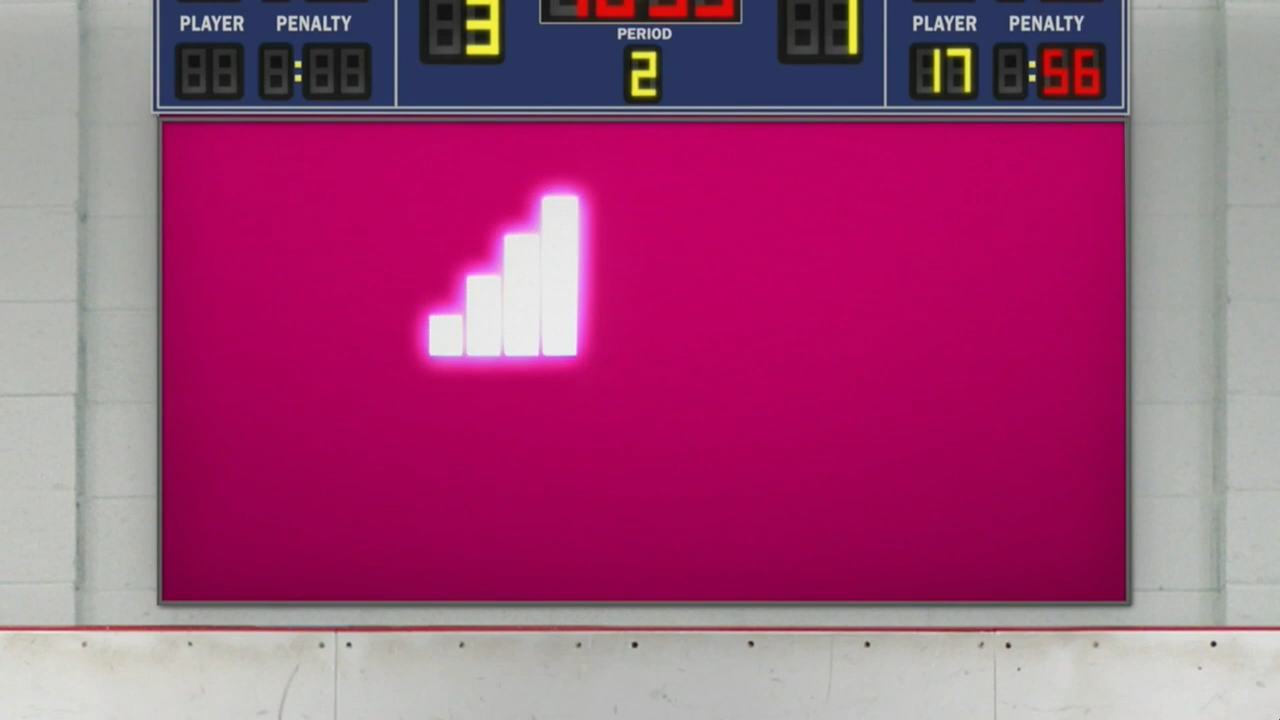 PLAYER PENALTY
3
PERIOD
2
1
PLAYER PENALTY
17 :56